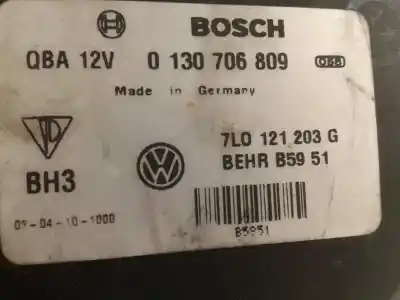 BOSCH
QBA 12V 0 130 706 809
Made in Germany
7L0 121 203 G
BEHR B59 51
BH3
B5951